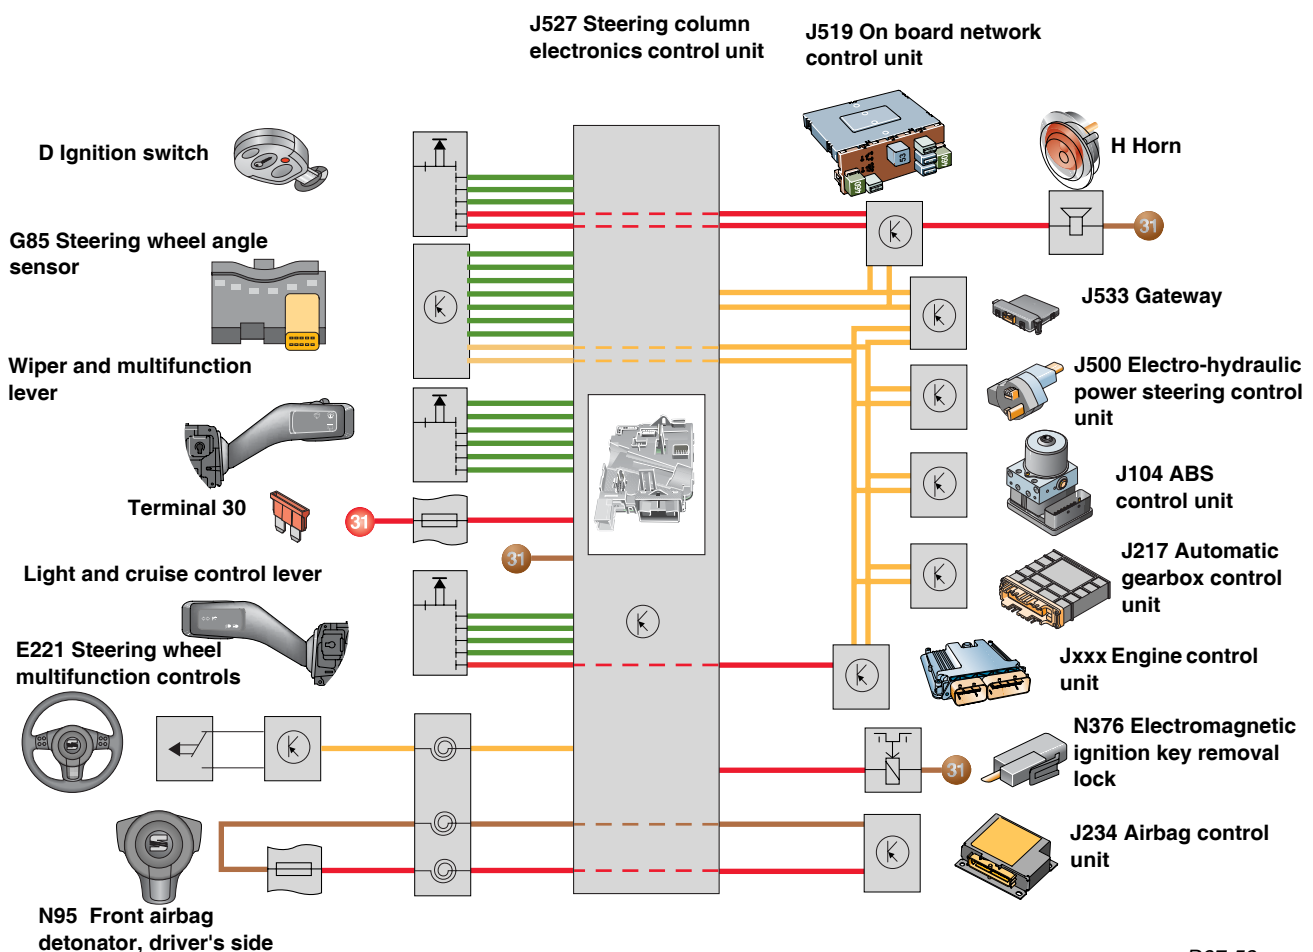 J527 Steering column
electronics control unit
J519 On board network
control unit
D Ignition switch
H Horn
53
460
460
31
G85 Steering wheel angle
sensor
J533 Gateway
Wiper and multifunction
lever
J500 Electro-hydraulic
power steering control
unit
Terminal 30
31
J104 ABS
control unit
31
Light and cruise control lever
J217 Automatic
gearbox control
unit
E221 Steering wheel
multifunction controls
Jxxx Engine control
unit
N376 Electromagnetic
ignition key removal
lock
31
J234 Airbag control
unit
N95 Front airbag
detonator, driver's side